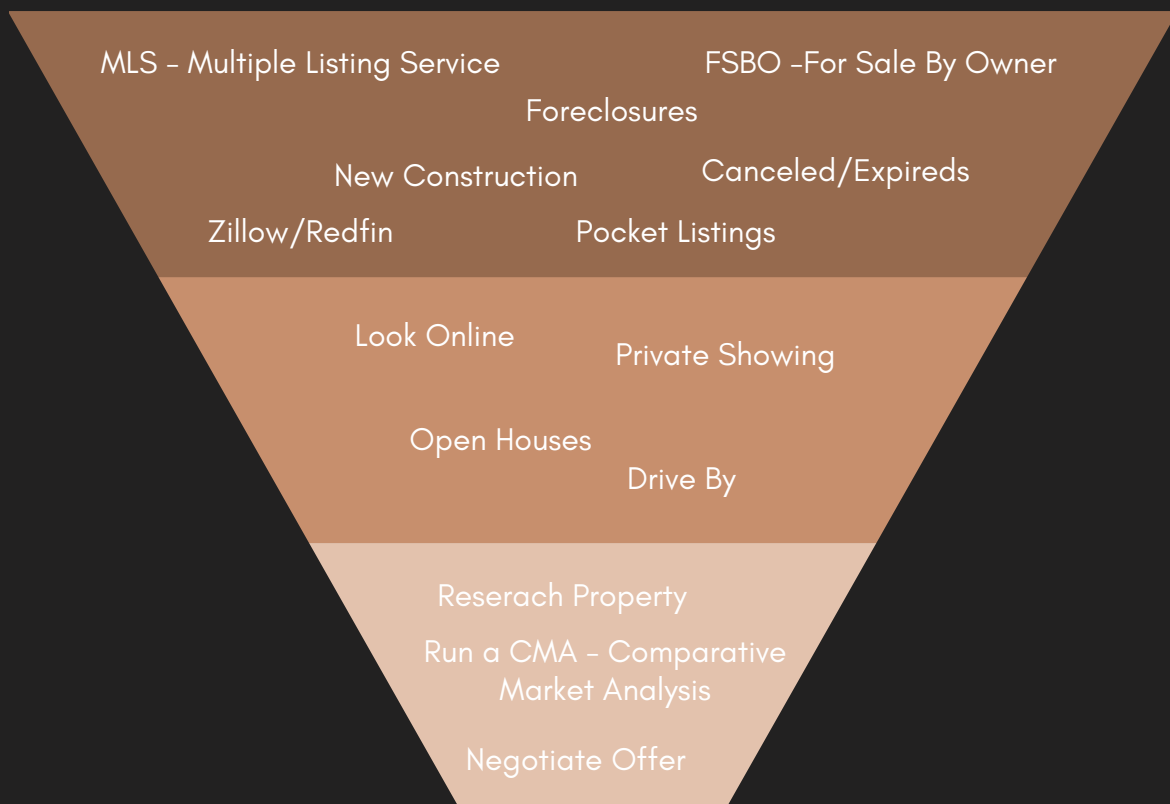 MLS - Multiple Listing Service
FSBO -For Sale By Owner
Foreclosures
New Construction
Canceled/Expireds
Zillow/Redfin
Pocket Listings
Look Online
Private Showing
Open Houses
Drive By
Reserach Property
Run a CMA - Comparative
Market Analysis
Negotiate Offer